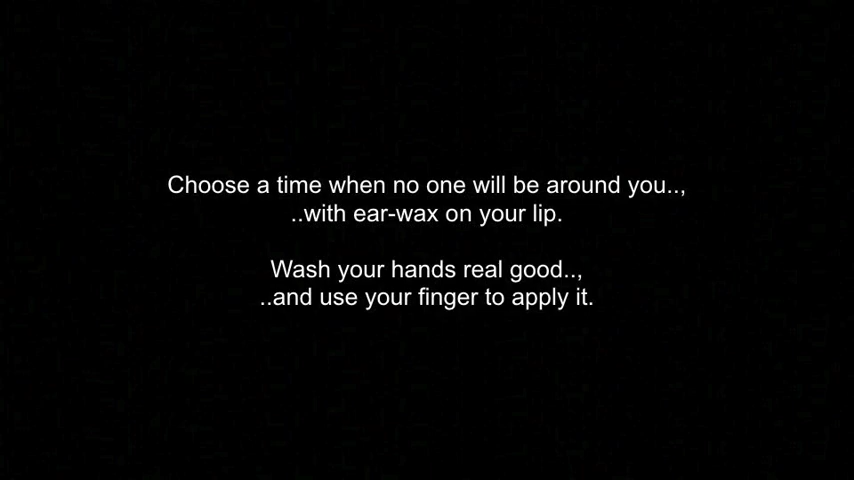 Choose a time when no one will be around you..,
..with ear-wax on your lip.
Wash your hands real good..,
..and use your finger to apply it.